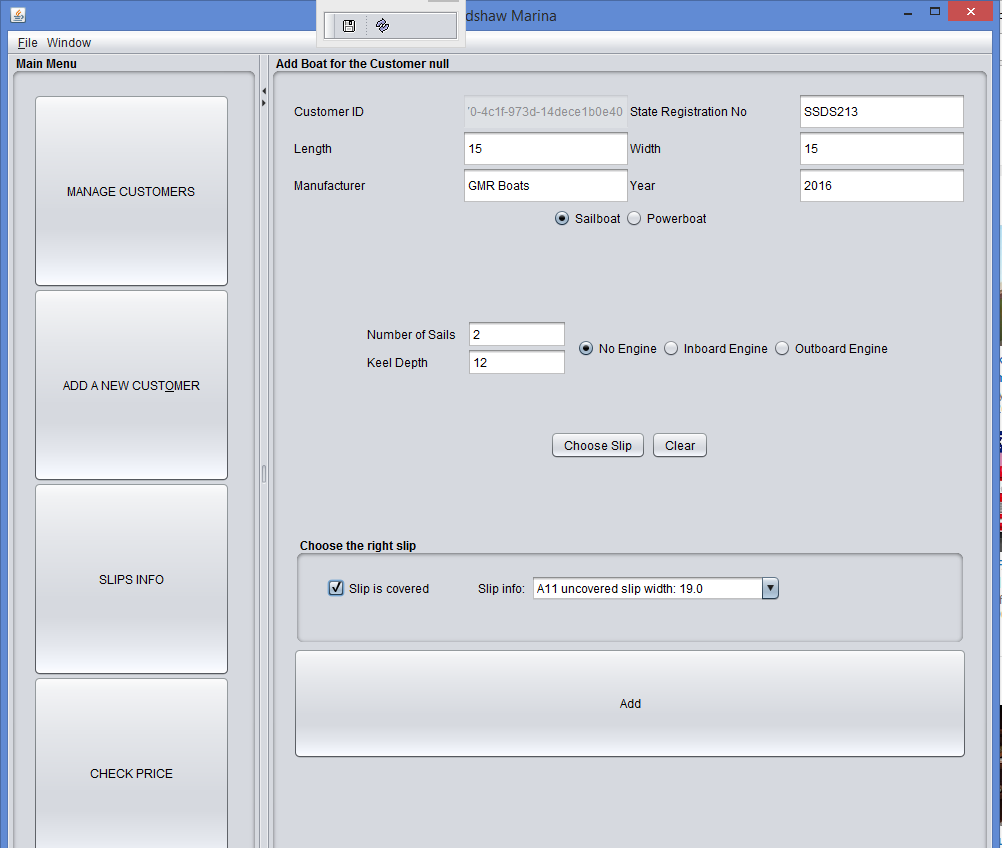 dshaw Marina
File Window
Main Menu
MANAGE CUSTOMERS
ADD A NEW CUSTOMER
SLIPS INFO
CHECK PRICE
Add Boat for the Customer null
Customer ID '0-4c1f-973d-14dece1b0e40 State Registration No SSDS213
Length 15 Width 15
Manufacturer GMR Boats Year 2016
Sailboat Powerboat
Number of Sails 2
Keel Depth 12
No Engine Inboard Engine Outboard Engine
Choose Slip Clear
Choose the right slip
Slip is covered Slip info: A11 uncovered slip width: 19.0
Add